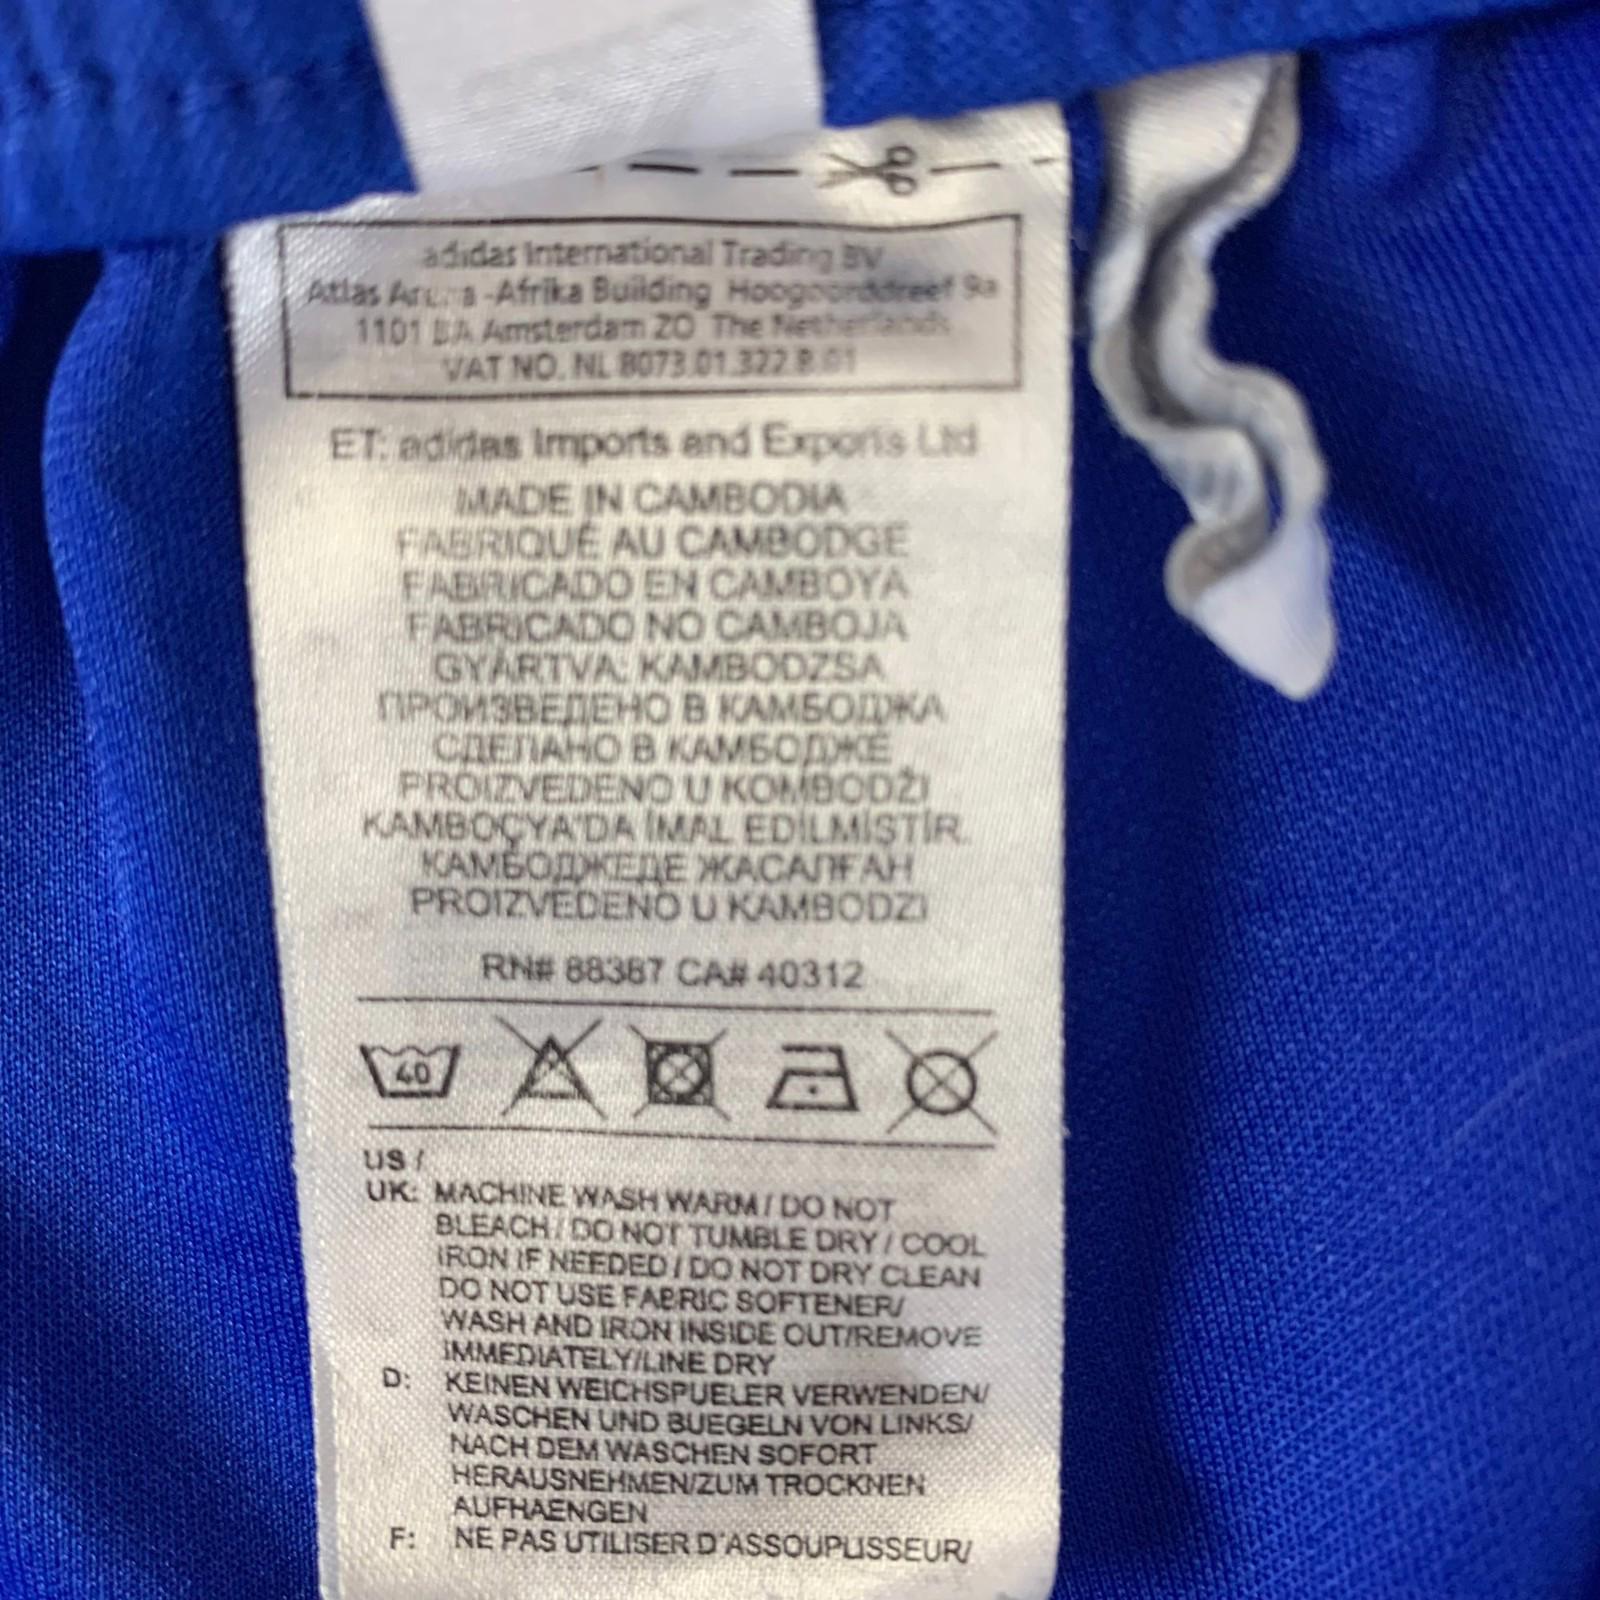 adidas International Trading BV
Atlas Arena -Afrika Building Hoogoorddreef 9a
1101 BA Amsterdam ZO The Netherlands
VAT NO. NL 8073.01.322.B.01
ET: adidas Imports and Exports Ltd
MADE IN CAMBODIA
FABRIQUÉ AU CAMBODGE
FABRICADO EN CAMBOYA
FABRICADO NO CAMBOJA
GYÁRTVA: KAMBODZSA
ПРОИЗВЕДЕНО В КАМБОДЖА
СДЕЛАНО В КАМБОДЖЕ
PROIZVEDENO U KOMBODŽI
KAMBOÇYA'DA İMAL EDİLMİŞTİR.
КАМБОДЖЕДЕ ЖАСАЛҒАН
PROIZVEDENO U KAMBODZI
RN# 88387 CA# 40312
40
US /
UK: MACHINE WASH WARM / DO NOT
BLEACH / DO NOT TUMBLE DRY / COOL
IRON IF NEEDED / DO NOT DRY CLEAN
DO NOT USE FABRIC SOFTENER/
WASH AND IRON INSIDE OUT/REMOVE
IMMEDIATELY/LINE DRY
D: KEINEN WEICHSPUELER VERWENDEN/
WASCHEN UND BUEGELN VON LINKS/
NACH DEM WASCHEN SOFORT
HERAUSNEHMEN/ZUM TROCKNEN
AUFHAENGEN
F: NE PAS UTILISER D'ASSOUPLISSEUR/